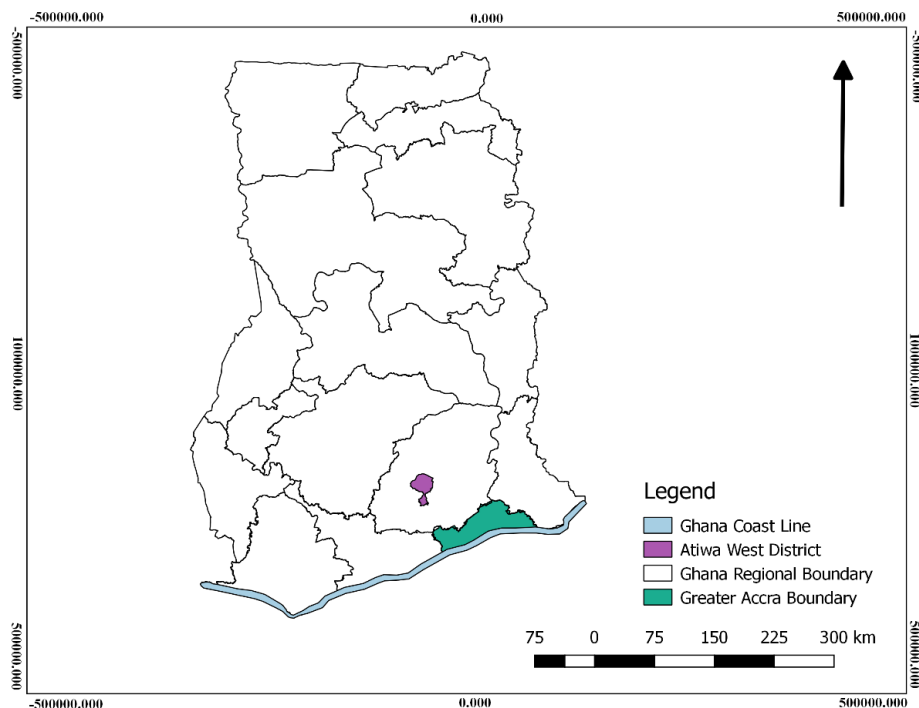 -500000.000 0.000 500000.000
-500000.000 -500000.000
1000000.000 1000000.000
Legend
Ghana Coast Line
Atiwa West District
Ghana Regional Boundary
Greater Accra Boundary
75 0 75 150 225 300 km
500000.000 500000.000
-500000.000 0.000 500000.000